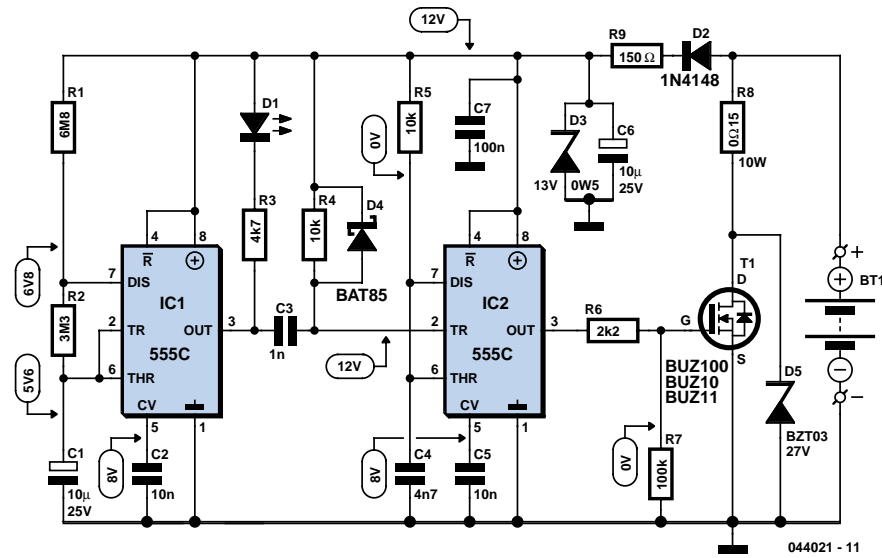 12V
R9
150 Ω
D2
1N4148
R1
6M8
D1
R5
10k
C7
100n
0V
D3
13V 0W5
C6
10µ
25V
R8
0Ω15
10W
R3
4k7
R4
10k
D4
BAT85
6V8
4
8
R
7
DIS
IC1
R2
3M3
2
TR
OUT
3
555C
6
THR
CV
5
1
5V6
C3
1n
12V
4
8
R
7
DIS
IC2
2
TR
OUT
3
555C
6
THR
CV
5
1
R6
2k2
T1
D
G
S
BUZ100
BUZ10
BUZ11
+
BT1
–
D5
BZT03
27V
C1
10µ
25V
8V
C2
10n
8V
C4
4n7
C5
10n
0V
R7
100k
044021 - 11